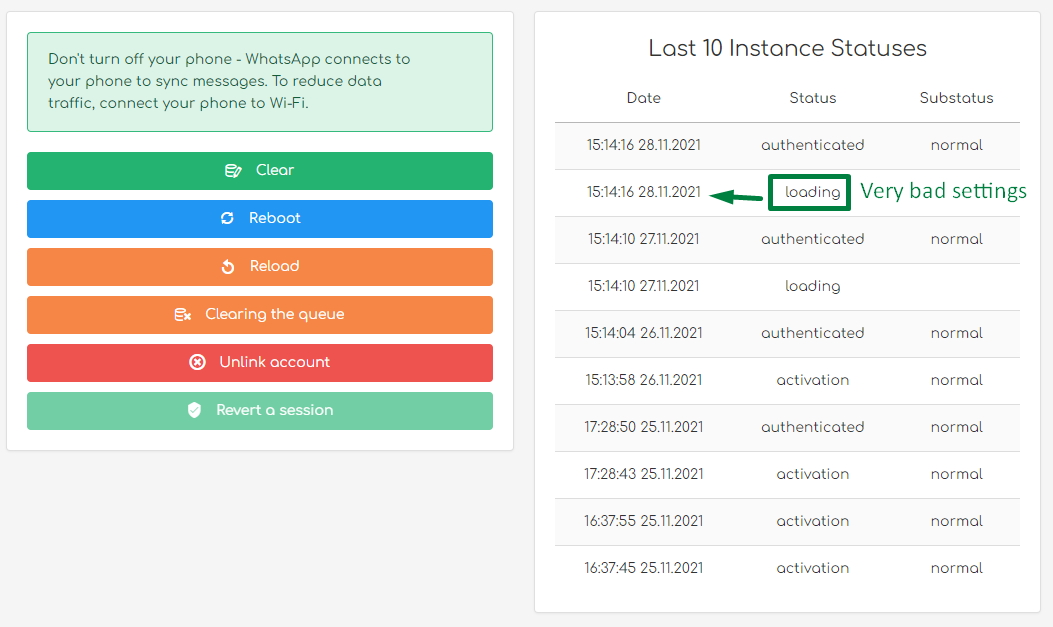 Don't turn off your phone - WhatsApp connects to
your phone to sync messages. To reduce data
traffic, connect your phone to Wi-Fi.
Clear
Reboot
Reload
Clearing the queue
Unlink account
Revert a session
Last 10 Instance Statuses
Date Status Substatus
15:14:16 28.11.2021 authenticated normal
15:14:16 28.11.2021 loading Very bad settings
15:14:10 27.11.2021 authenticated normal
15:14:10 27.11.2021 loading
15:14:04 26.11.2021 authenticated normal
15:13:58 26.11.2021 activation normal
17:28:50 25.11.2021 authenticated normal
17:28:43 25.11.2021 activation normal
16:37:55 25.11.2021 activation normal
16:37:45 25.11.2021 activation normal